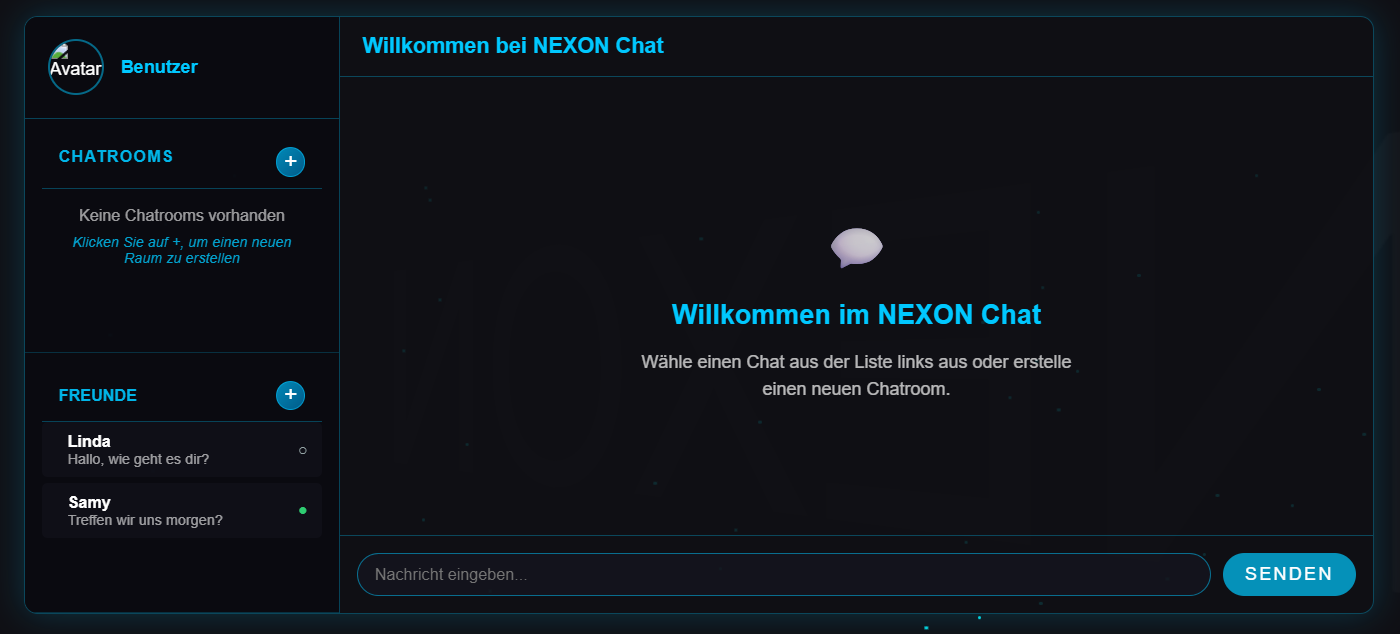 Avatar
Benutzer
CHATROOMS
+
Keine Chatrooms vorhanden
Klicken Sie auf +, um einen neuen
Raum zu erstellen
FREUNDE
+
Linda
Hallo, wie geht es dir?
Samy
Treffen wir uns morgen?
Willkommen bei NEXON Chat
Willkommen im NEXON Chat
Wähle einen Chat aus der Liste links aus oder erstelle
einen neuen Chatroom.
Nachricht eingeben...
SENDEN